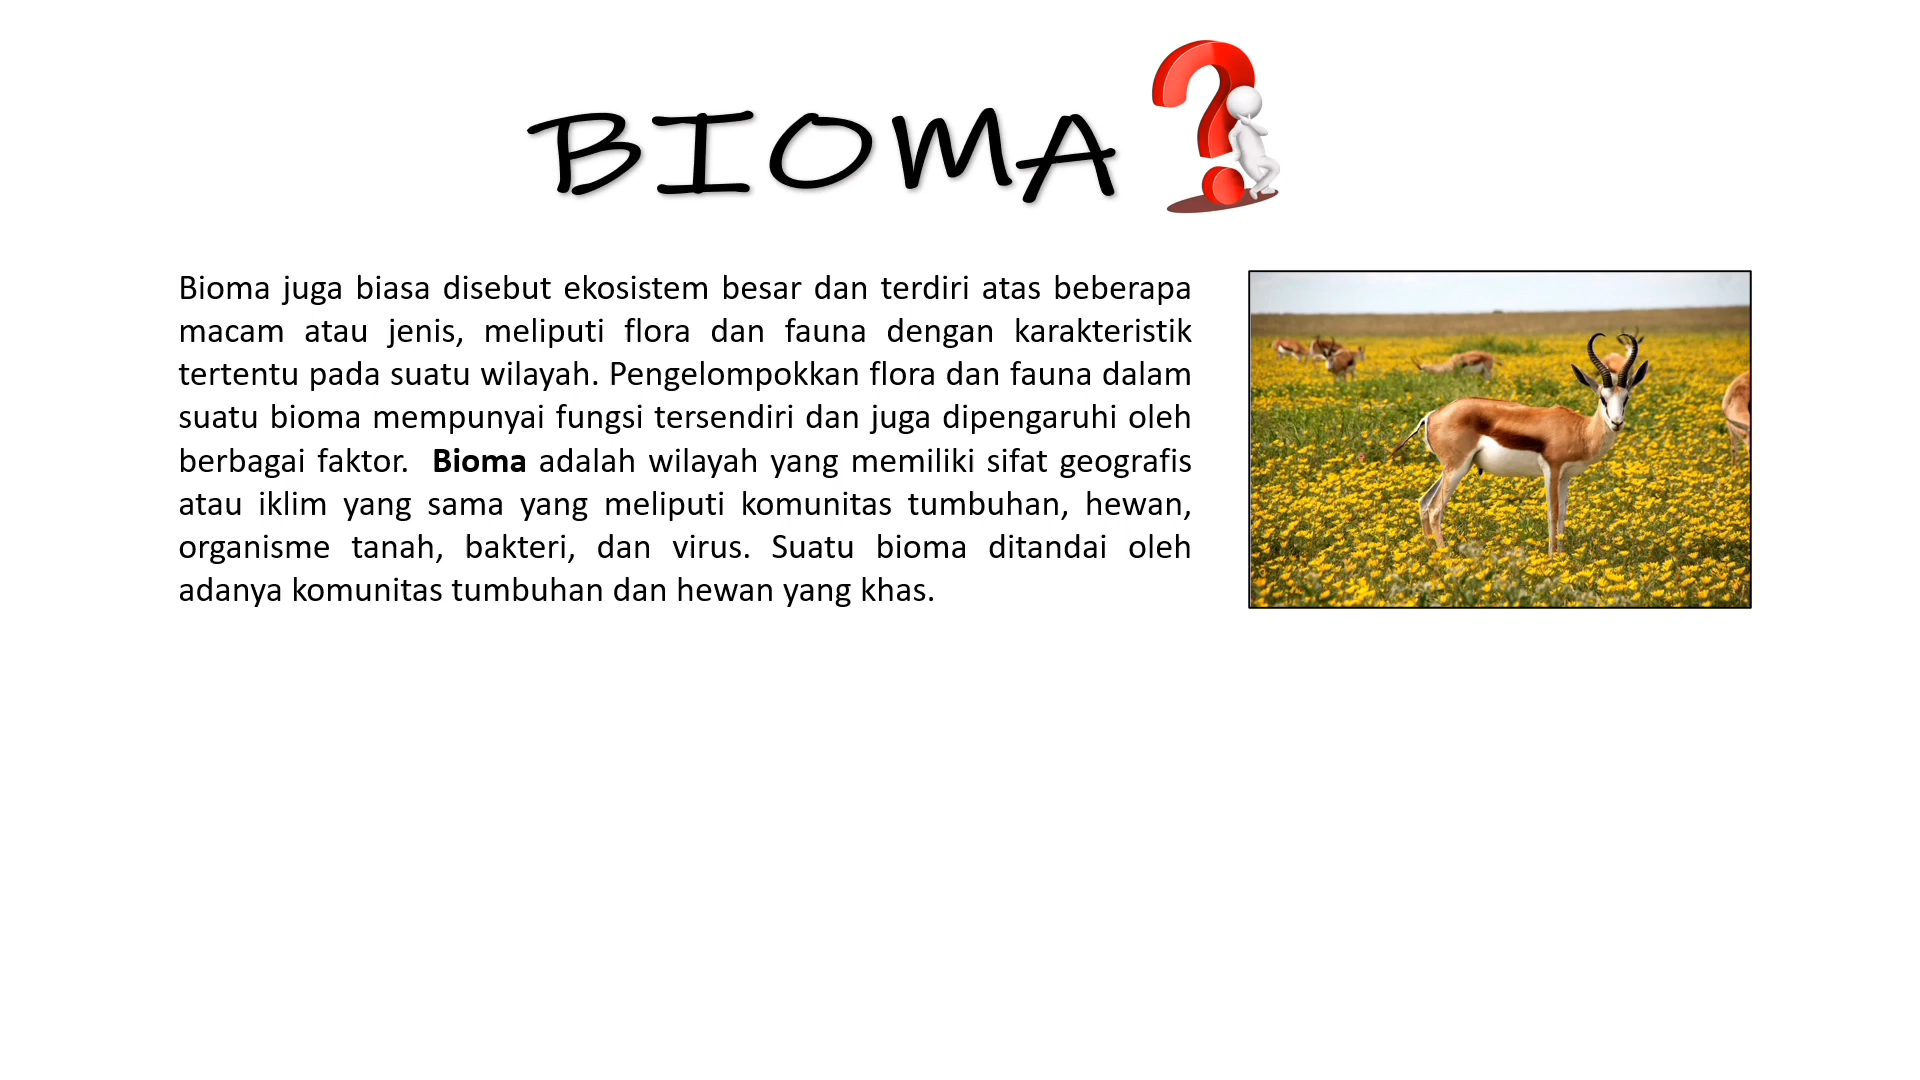 BIOMA?
Bioma juga biasa disebut ekosistem besar dan terdiri atas beberapa
macam atau jenis, meliputi flora dan fauna dengan karakteristik
tertentu pada suatu wilayah. Pengelompokkan flora dan fauna dalam
suatu bioma mempunyai fungsi tersendiri dan juga dipengaruhi oleh
berbagai faktor.  Bioma adalah wilayah yang memiliki sifat geografis
atau iklim yang sama yang meliputi komunitas tumbuhan, hewan,
organisme tanah, bakteri, dan virus. Suatu bioma ditandai oleh
adanya komunitas tumbuhan dan hewan yang khas.